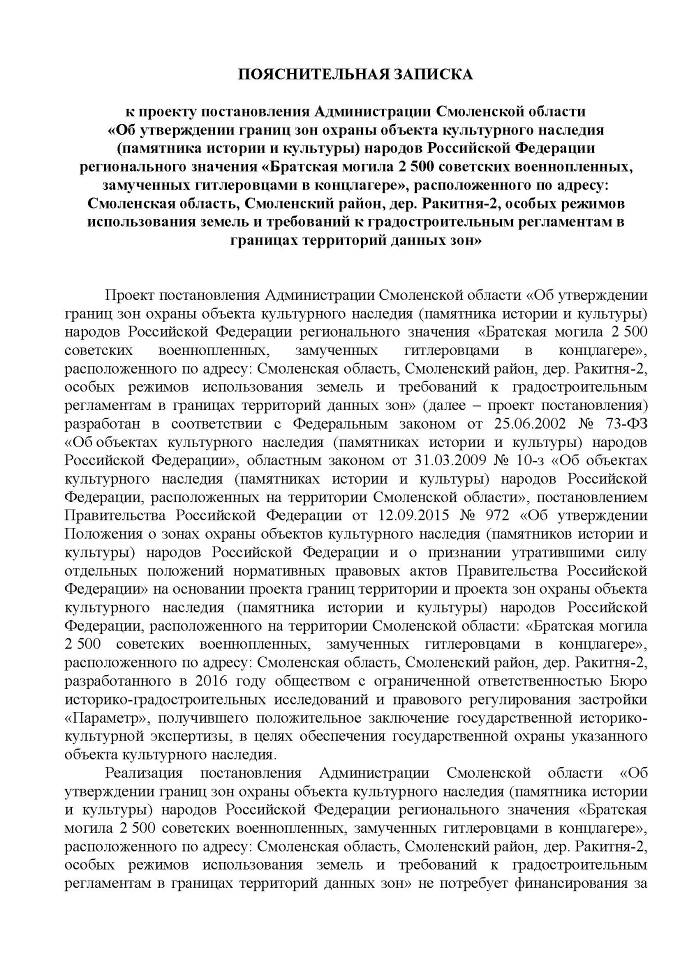 ПОЯСНИТЕЛЬНАЯ ЗАПИСКА
к проекту постановления Администрации Смоленской области
«Об утверждении границ зон охраны объекта культурного наследия
(памятника истории и культуры) народов Российской Федерации
регионального значения «Братская могила 2 500 советских военнопленных,
замученных гитлеровцами в концлагере», расположенного по адресу:
Смоленская область, Смоленский район, дер. Ракитня-2, особых режимов
использования земель и требований к градостроительным регламентам в
границах территорий данных зон»
Проект постановления Администрации Смоленской области «Об утверждении
границ зон охраны объекта культурного наследия (памятника истории и культуры)
народов Российской Федерации регионального значения «Братская могила 2 500
советских военнопленных, замученных гитлеровцами в концлагере»,
расположенного по адресу: Смоленская область, Смоленский район, дер. Ракитня-2,
особых режимов использования земель и требований к градостроительным
регламентам в границах территорий данных зон» (далее – проект постановления)
разработан в соответствии с Федеральным законом от 25.06.2002 № 73-ФЗ
«Об объектах культурного наследия (памятниках истории и культуры) народов
Российской Федерации», областным законом от 31.03.2009 № 10-з «Об объектах
культурного наследия (памятниках истории и культуры) народов Российской
Федерации, расположенных на территории Смоленской области», постановлением
Правительства Российской Федерации от 12.09.2015 № 972 «Об утверждении
Положения о зонах охраны объектов культурного наследия (памятников истории и
культуры) народов Российской Федерации и о признании утратившими силу
отдельных положений нормативных правовых актов Правительства Российской
Федерации» на основании проекта границ территории и проекта зон охраны объекта
культурного наследия (памятника истории и культуры) народов Российской
Федерации, расположенного на территории Смоленской области: «Братская могила
2 500 советских военнопленных, замученных гитлеровцами в концлагере»,
расположенного по адресу: Смоленская область, Смоленский район, дер. Ракитня-2,
разработанного в 2016 году обществом с ограниченной ответственностью Бюро
историко-градостроительных исследований и правового регулирования застройки
«Параметр», получившего положительное заключение государственной историко-
культурной экспертизы, в целях обеспечения государственной охраны указанного
объекта культурного наследия.
Реализация постановления Администрации Смоленской области «Об
утверждении границ зон охраны объекта культурного наследия (памятника истории
и культуры) народов Российской Федерации регионального значения «Братская
могила 2 500 советских военнопленных, замученных гитлеровцами в концлагере»,
расположенного по адресу: Смоленская область, Смоленский район, дер. Ракитня-2,
особых режимов использования земель и требований к градостроительным
регламентам в границах территорий данных зон» не потребует финансирования за